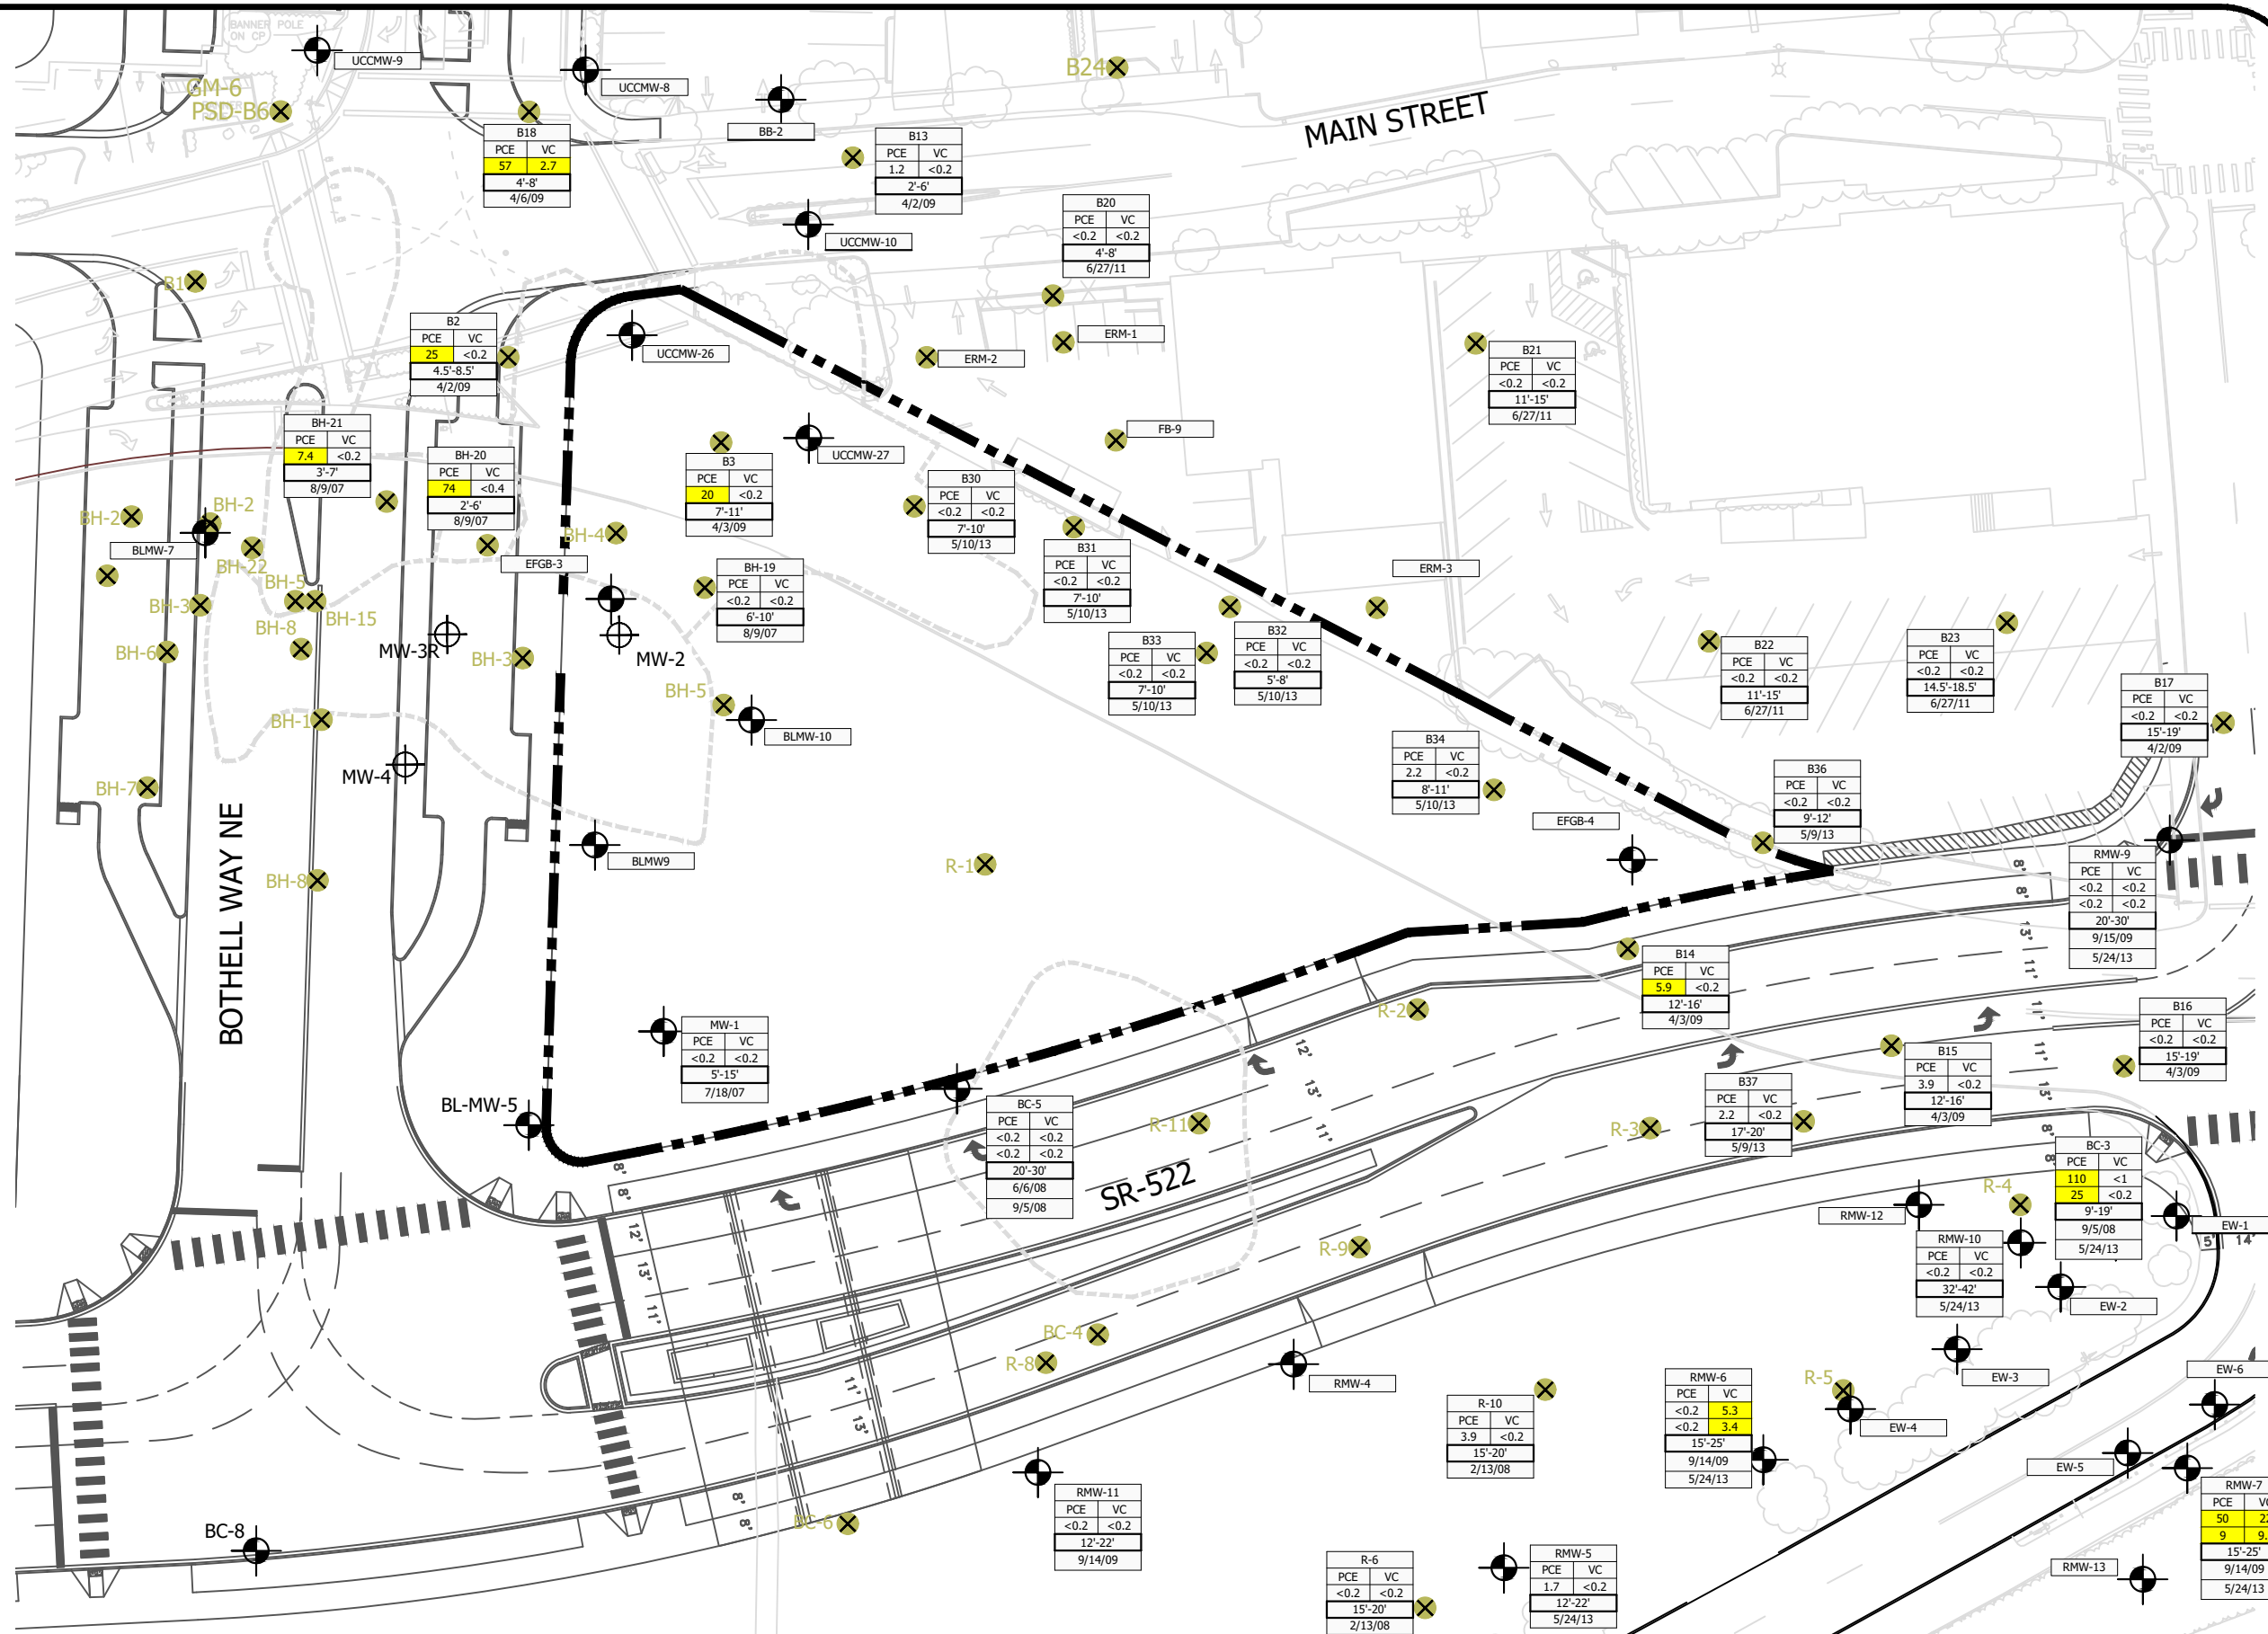 BANNER POLE
ON CP
UCCMW-9
UCCMW-8
BB-2
B24
GM-6
PSD-B6
MAIN STREET
B18
PCE VC
57 2.7
4'-8'
4/6/09
B13
PCE VC
1.2 <0.2
2'-6'
4/2/09
UCCMW-10
B20
PCE VC
<0.2 <0.2
4'-8'
6/27/11
B1
B2
PCE VC
25 <0.2
4.5'-8.5'
4/2/09
UCCMW-26
ERM-2
ERM-1
B21
PCE VC
<0.2 <0.2
11'-15'
6/27/11
BH-21
PCE VC
7.4 <0.2
3'-7'
8/9/07
BH-20
PCE VC
74 <0.4
2'-6'
8/9/07
B3
PCE VC
20 <0.2
7'-11'
4/3/09
UCCMW-27
FB-9
B30
PCE VC
<0.2 <0.2
7'-10'
5/10/13
B31
PCE VC
<0.2 <0.2
7'-10'
5/10/13
BH-2
BH-2
BLMW-7
BH-22
BH-4
EFGB-3
BH-19
PCE VC
<0.2 <0.2
6'-10'
8/9/07
ERM-3
BH-5
BH-3
BH-15
BH-8
BH-6
MW-3R
BH-3
MW-2
B33
PCE VC
<0.2 <0.2
7'-10'
5/10/13
B32
PCE VC
<0.2 <0.2
5'-8'
5/10/13
B22
PCE VC
<0.2 <0.2
11'-15'
6/27/11
B23
PCE VC
<0.2 <0.2
14.5'-18.5'
6/27/11
B17
PCE VC
<0.2 <0.2
15'-19'
4/2/09
BH-5
BH-1
BLMW-10
MW-4
B34
PCE VC
2.2 <0.2
8'-11'
5/10/13
B36
PCE VC
<0.2 <0.2
9'-12'
5/9/13
BH-7
BOTHELL WAY NE
EFGB-4
BLMW9
R-1
BH-8
RMW-9
PCE VC
<0.2 <0.2
<0.2 <0.2
20'-30'
9/15/09
5/24/13
8'
8'
13'
11'
11'
11'
13'
8'
8'
B14
PCE VC
5.9 <0.2
12'-16'
4/3/09
R-2
MW-1
PCE VC
<0.2 <0.2
5'-15'
7/18/07
B16
PCE VC
<0.2 <0.2
15'-19'
4/3/09
B15
PCE VC
3.9 <0.2
12'-16'
4/3/09
12'
13'
11'
B37
PCE VC
2.2 <0.2
17'-20'
5/9/13
BL-MW-5
BC-5
PCE VC
<0.2 <0.2
<0.2 <0.2
20'-30'
6/6/08
9/5/08
R-11
R-3
SR-522
BC-3
PCE VC
110 <1
25 <0.2
9'-19'
9/5/08
5/24/13
8'
8'
12'
13'
11'
R-4
RMW-12
EW-1
5' 14'
RMW-10
PCE VC
<0.2 <0.2
32'-42'
5/24/13
R-9
EW-2
BC-4
R-8
RMW-4
EW-3
EW-6
RMW-6
PCE VC
<0.2 5.3
<0.2 3.4
15'-25'
9/14/09
5/24/13
R-5
EW-4
R-10
PCE VC
3.9 <0.2
15'-20'
2/13/08
11'
13'
8'
8'
EW-5
RMW-11
PCE VC
<0.2 <0.2
12'-22'
9/14/09
BC-6
BC-8
RMW-7
PCE
50
9
15'-25'
9/14/09
5/24/13
R-6
PCE VC
<0.2 <0.2
15'-20'
2/13/08
RMW-5
PCE VC
1.7 <0.2
12'-22'
5/24/13
RMW-13